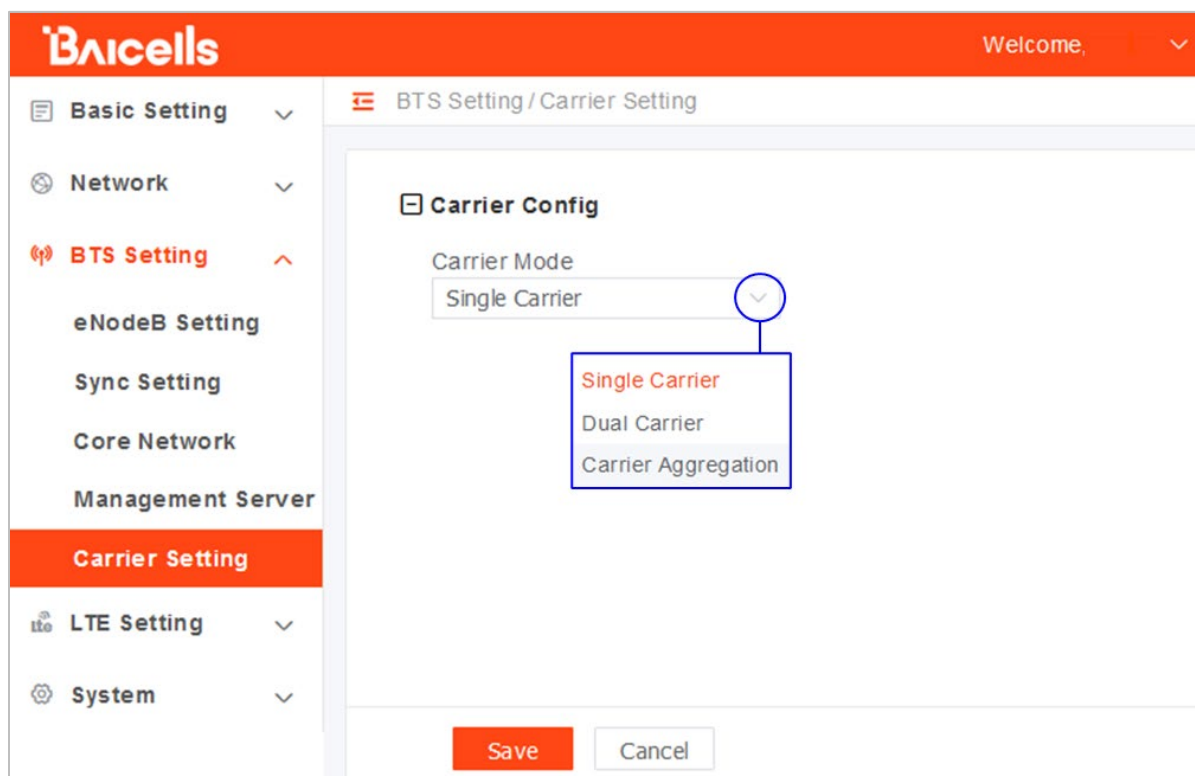 Baicells
Welcome,
Basic Setting
Network
BTS Setting
eNodeB Setting
Sync Setting
Core Network
Management Server
Carrier Setting
LTE Setting
System
BTS Setting / Carrier Setting
Carrier Config
Carrier Mode
Single Carrier
Single Carrier
Dual Carrier
Carrier Aggregation
Save Cancel